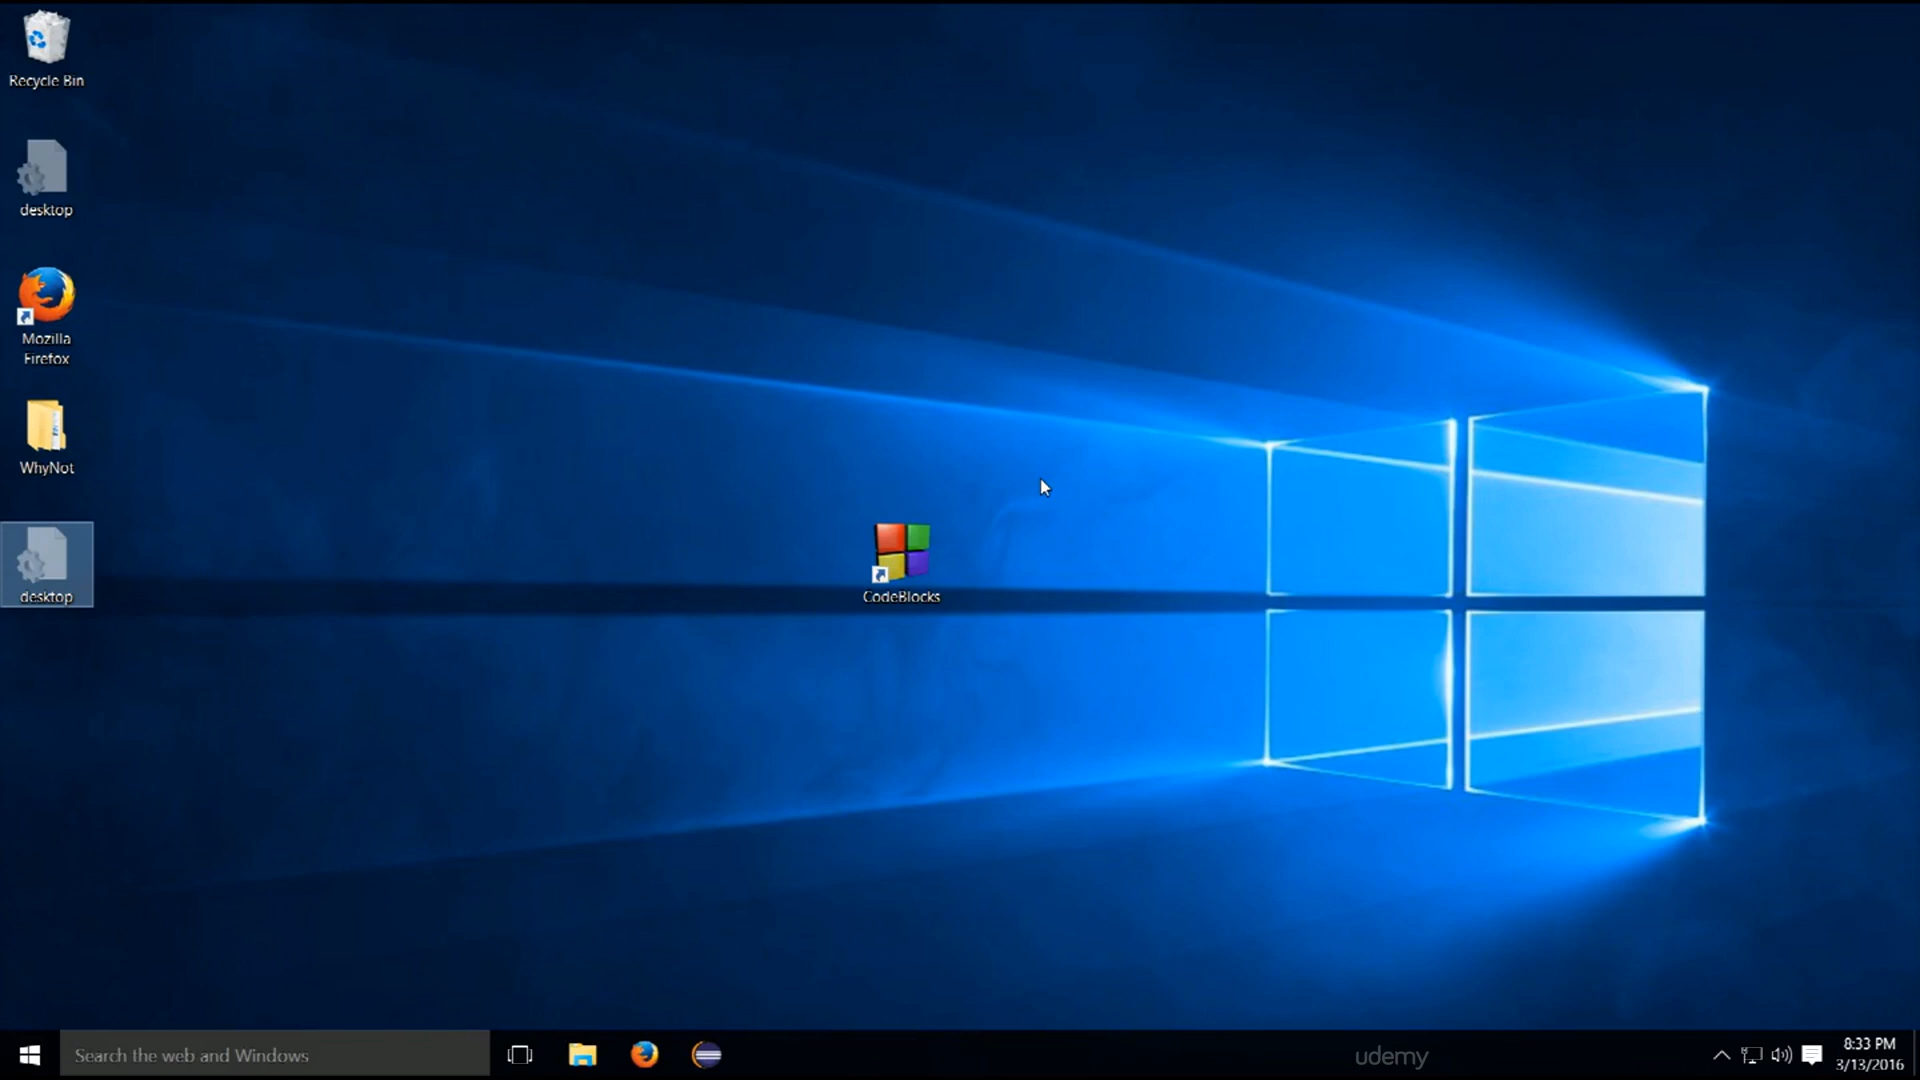 Recycle Bin
desktop
Mozilla
Firefox
WhyNot
desktop
CodeBlocks
Search the web and Windows
udemy
8:33 PM
3/13/2016